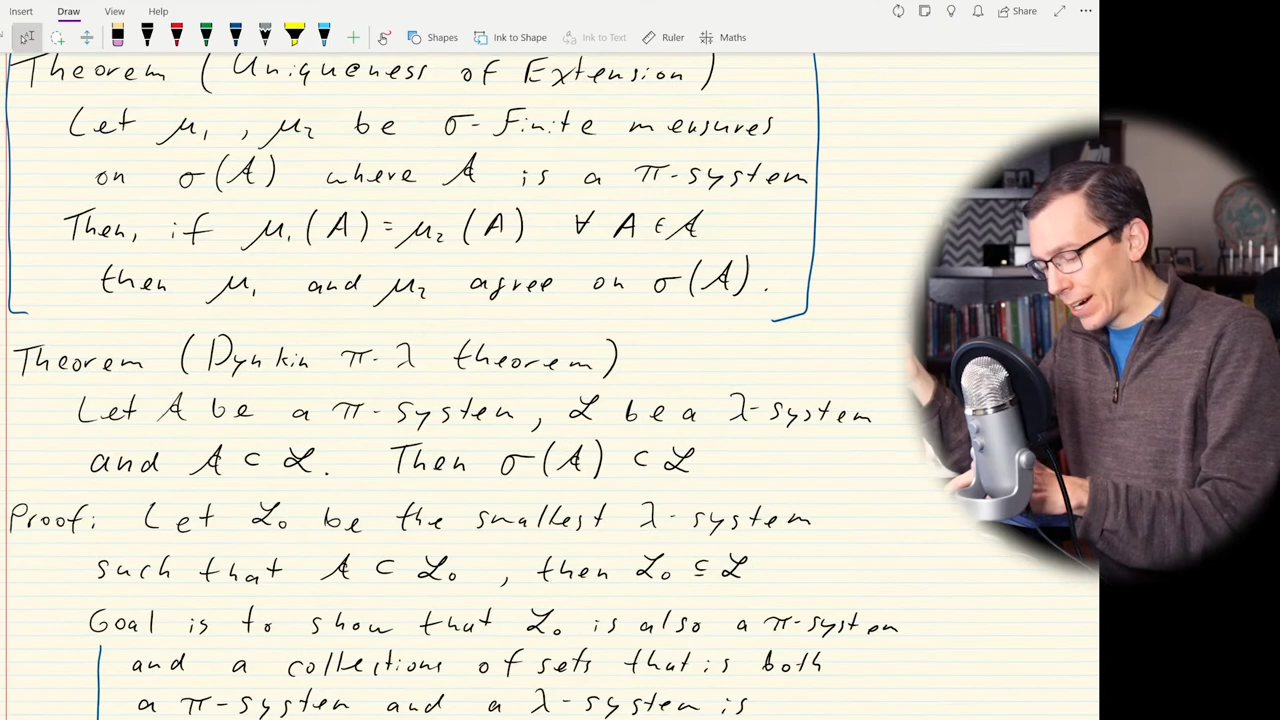 Insert Draw View Help
Share
Shapes Ink to Shape Ink to Text Ruler Maths
Theorem (Uniqueness of Extension)
Let μ₁, μ₂ be σ-finite measures
on σ(A) where A is a π-system
Then, if μ₁(A) = μ₂(A) ∀ A ∈ A
then μ₁ and μ₂ agree on σ(A).
Theorem (Dynkin π-λ theorem)
Let A be a π-system, L be a λ-system
and A ⊂ L. Then σ(A) ⊂ L
Proof: Let L₀ be the smallest λ-system
such that A ⊂ L₀, then L₀ ⊆ L
Goal is to show that L₀ is also a π-system
and a collections of sets that is both
a π-system and a λ-system is